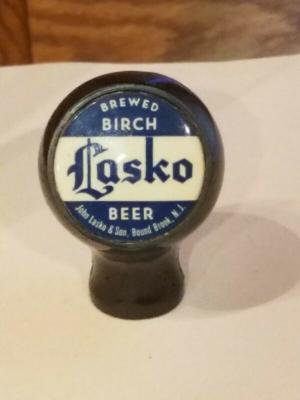 BREWED
BIRCH
Lasko
BEER
John Lasko & Son, Bound Brook, N.J.